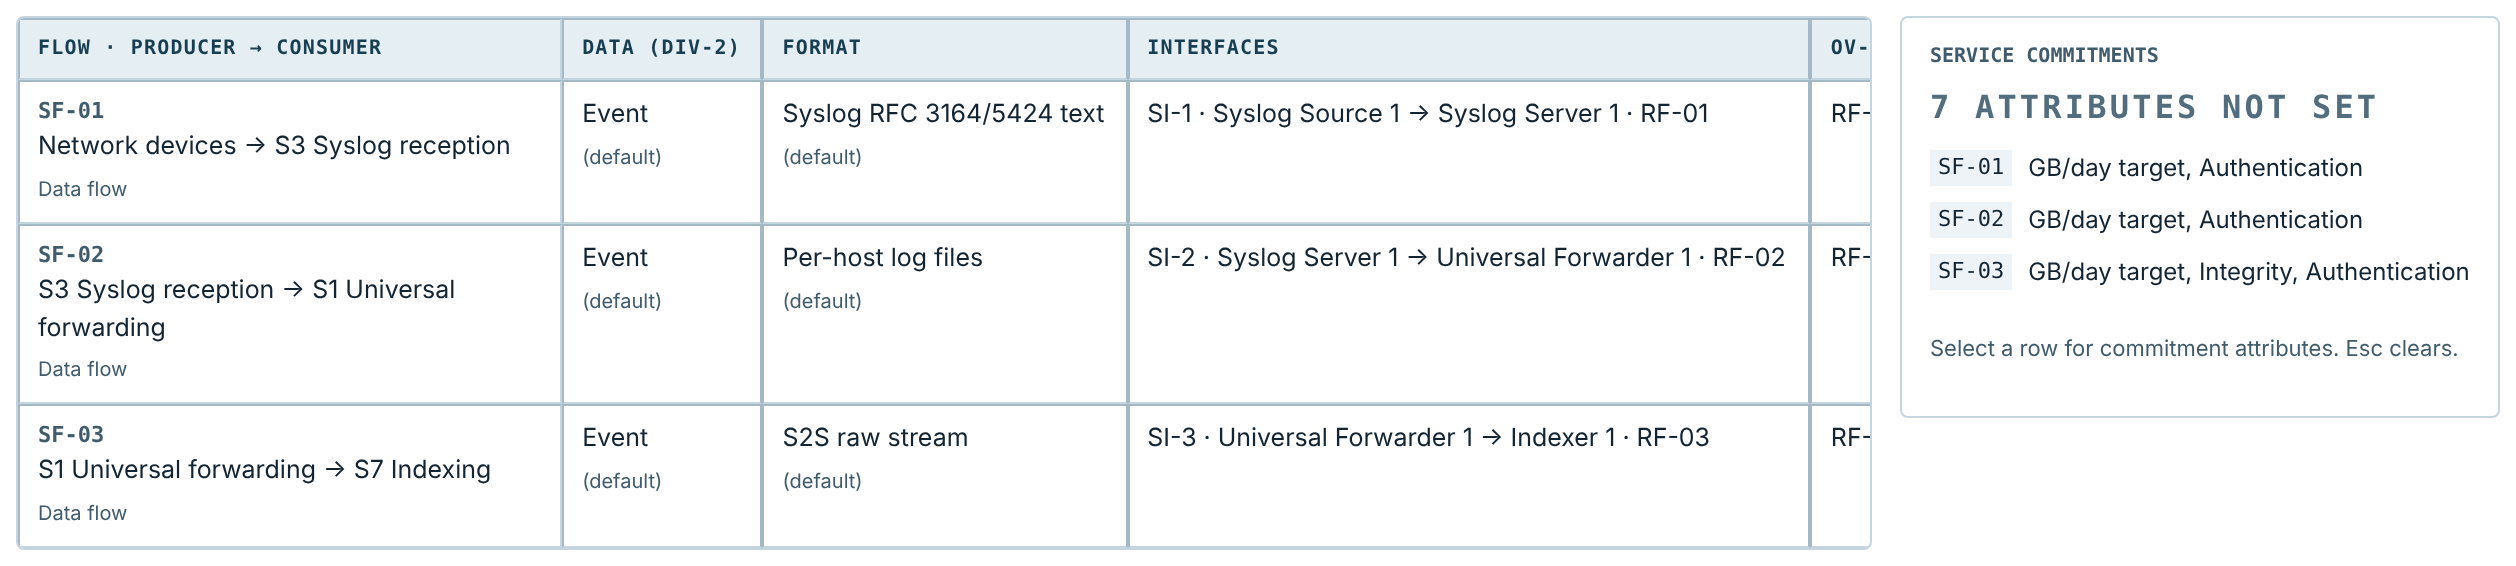 FLOW · PRODUCER → CONSUMER
DATA (DIV-2)
FORMAT
INTERFACES
OV-
SF-01
Network devices → S3 Syslog reception
Data flow
Event
(default)
Syslog RFC 3164/5424 text
(default)
SI-1 · Syslog Source 1 → Syslog Server 1 · RF-01
RF-
SF-02
S3 Syslog reception → S1 Universal
forwarding
Data flow
Event
(default)
Per-host log files
(default)
SI-2 · Syslog Server 1 → Universal Forwarder 1 · RF-02
RF-
SF-03
S1 Universal forwarding → S7 Indexing
Data flow
Event
(default)
S2S raw stream
(default)
SI-3 · Universal Forwarder 1 → Indexer 1 · RF-03
RF-
SERVICE COMMITMENTS
7 ATTRIBUTES NOT SET
SF-01 GB/day target, Authentication
SF-02 GB/day target, Authentication
SF-03 GB/day target, Integrity, Authentication
Select a row for commitment attributes. Esc clears.